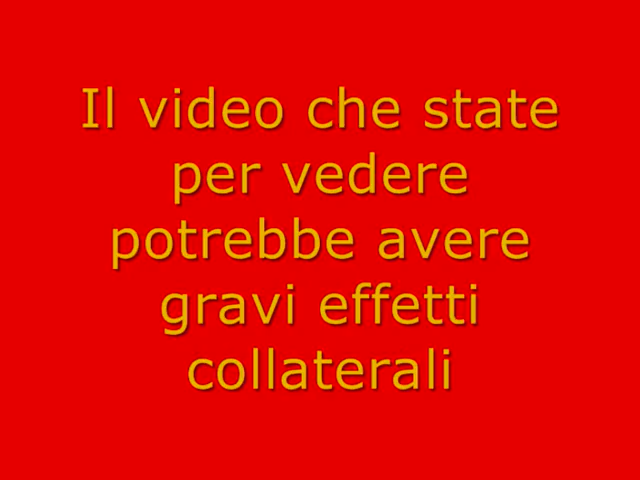 Il video che state
per vedere
potrebbe avere
gravi effetti
collaterali